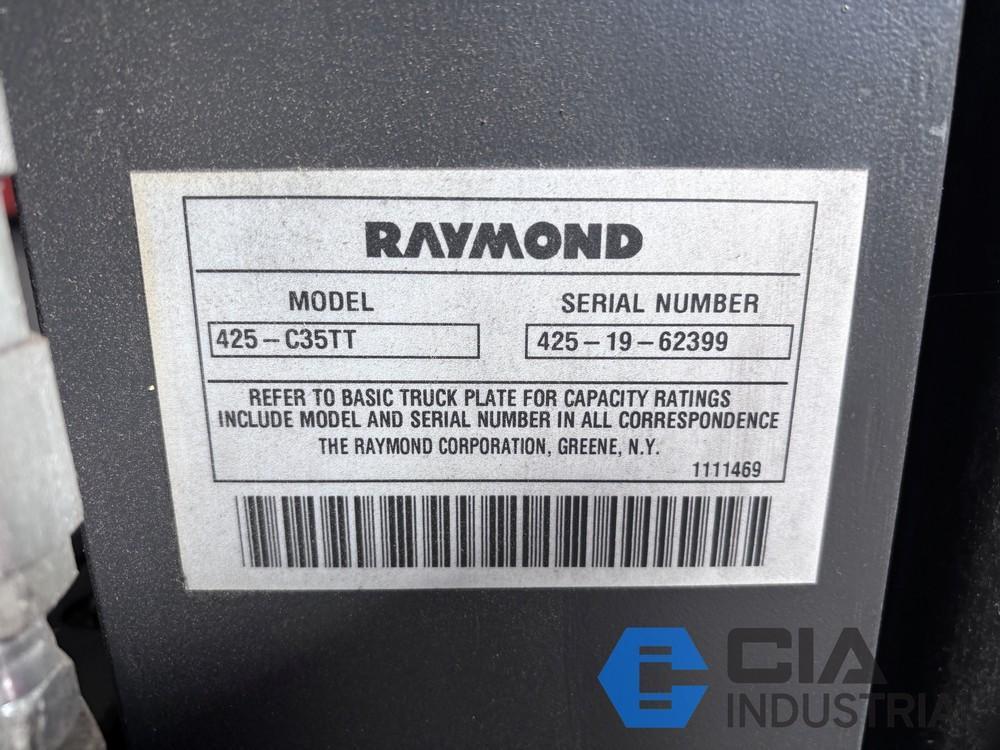 RAYMOND
MODEL SERIAL NUMBER
425-C35TT 425-19-62399
REFER TO BASIC TRUCK PLATE FOR CAPACITY RATINGS
INCLUDE MODEL AND SERIAL NUMBER IN ALL CORRESPONDENCE
THE RAYMOND CORPORATION, GREENE, N.Y.
1111469
CIA
INDUSTRIAL